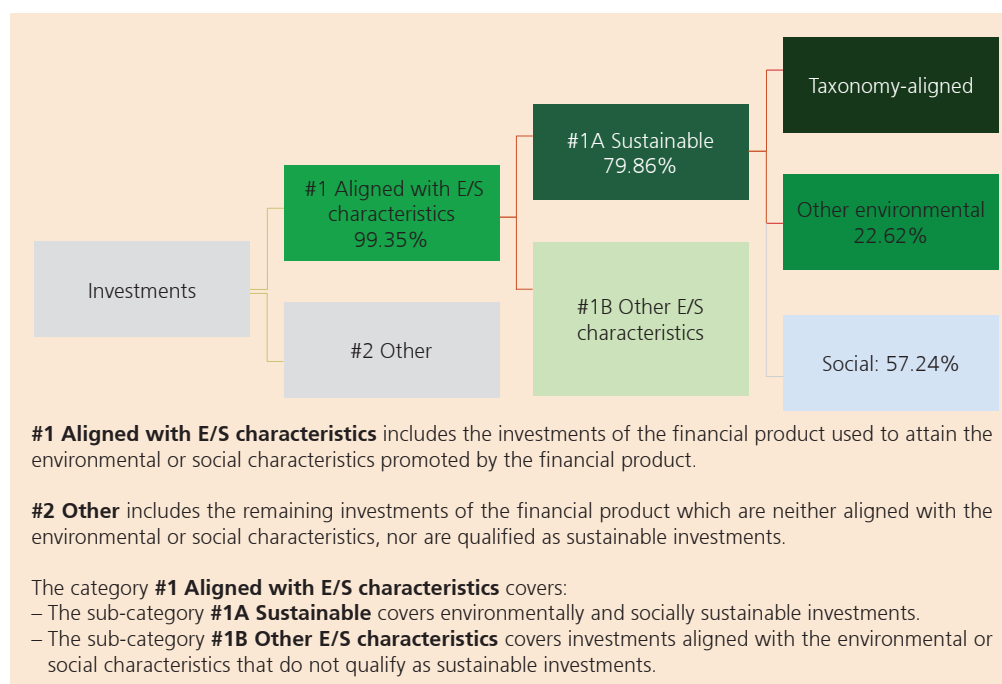 Taxonomy-aligned
#1A Sustainable
79.86%
#1 Aligned with E/S
characteristics
99.35%
Other environmental
22.62%
Investments
#1B Other E/S
characteristics
#2 Other
Social: 57.24%
#1 Aligned with E/S characteristics includes the investments of the financial product used to attain the
environmental or social characteristics promoted by the financial product.
#2 Other includes the remaining investments of the financial product which are neither aligned with the
environmental or social characteristics, nor are qualified as sustainable investments.
The category #1 Aligned with E/S characteristics covers:
– The sub-category #1A Sustainable covers environmentally and socially sustainable investments.
– The sub-category #1B Other E/S characteristics covers investments aligned with the environmental or
social characteristics that do not qualify as sustainable investments.